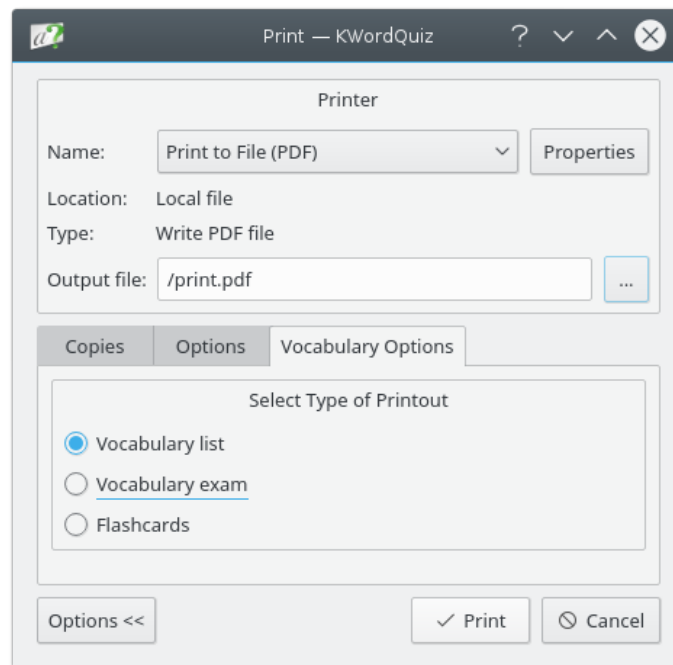 a?
Print — KWordQuiz ?
Printer
Name: Print to File (PDF) Properties
Location: Local file
Type: Write PDF file
Output file: /print.pdf ...
Copies Options Vocabulary Options
Select Type of Printout
Vocabulary list
Vocabulary exam
Flashcards
Options << Print Cancel